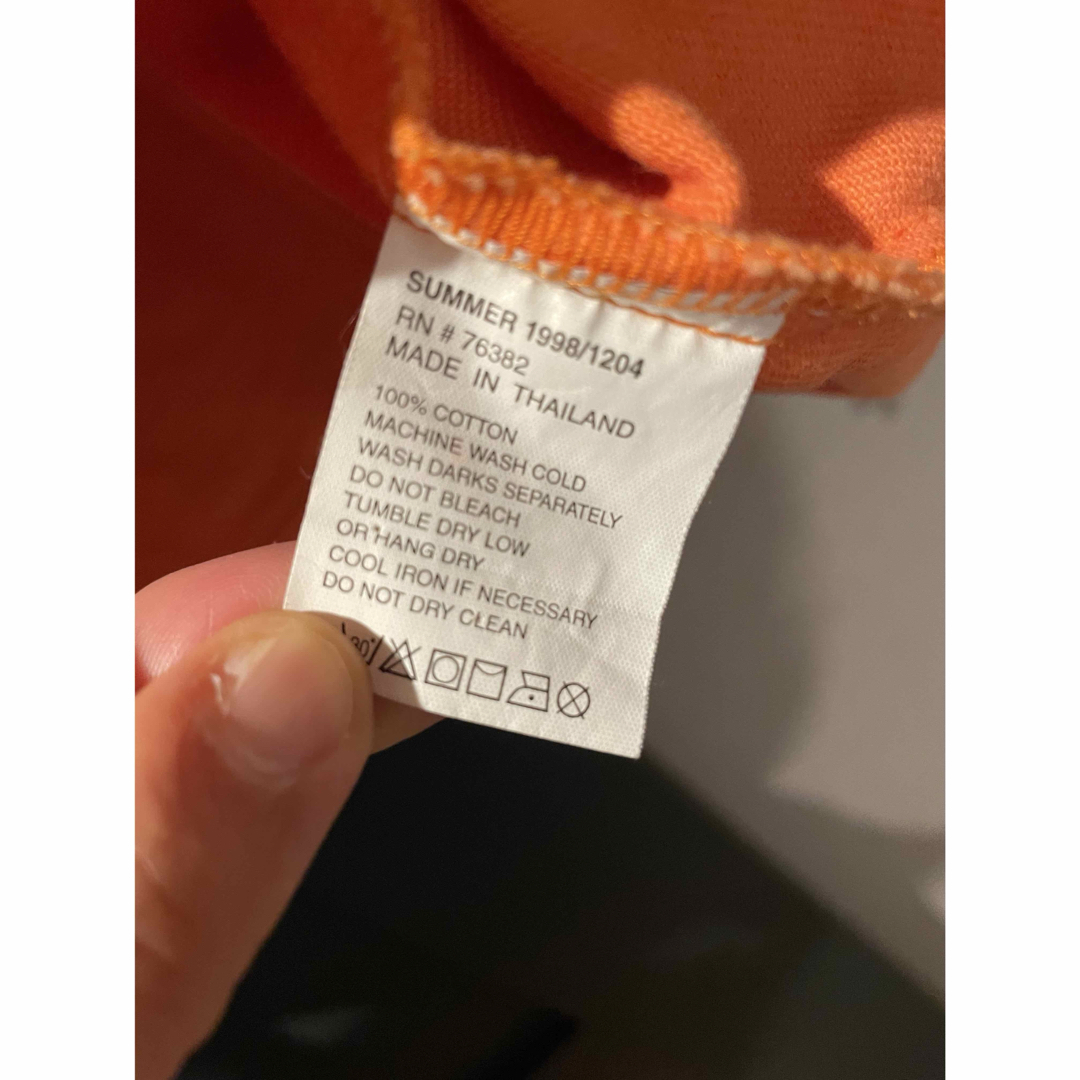 SUMMER 1998/1204
RN # 76382
MADE IN THAILAND
100% COTTON
MACHINE WASH COLD
WASH DARKS SEPARATELY
DO NOT BLEACH
TUMBLE DRY LOW
OR HANG DRY
COOL IRON IF NECESSARY
DO NOT DRY CLEAN
30°